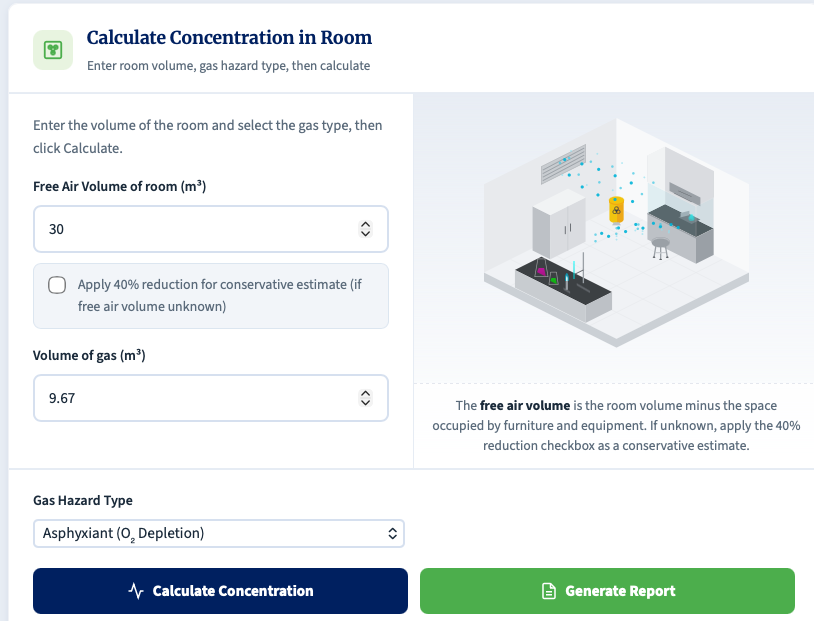 Calculate Concentration in Room
Enter room volume, gas hazard type, then calculate
Enter the volume of the room and select the gas type, then
click Calculate.
Free Air Volume of room (m³)
30
Apply 40% reduction for conservative estimate (if
free air volume unknown)
Volume of gas (m³)
9.67
The free air volume is the room volume minus the space
occupied by furniture and equipment. If unknown, apply the 40%
reduction checkbox as a conservative estimate.
Gas Hazard Type
Asphyxiant (O₂ Depletion)
Calculate Concentration
Generate Report